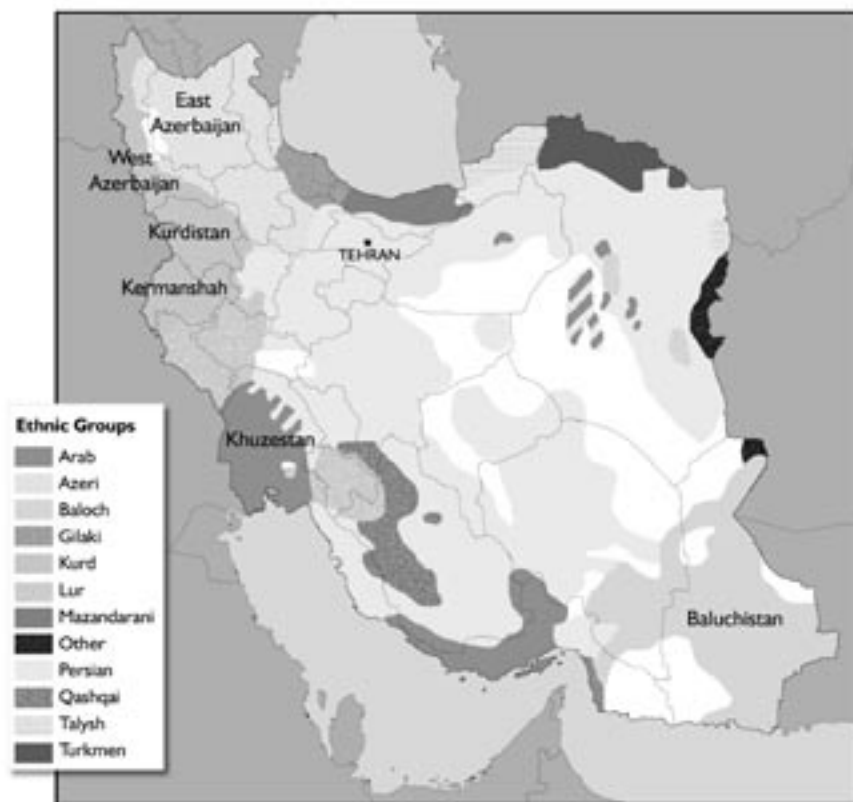 East
Azerbaijan
West
Azerbaijan
Kurdistan
TEHRAN
Kermanshah
Khuzestan
Baluchistan
Ethnic Groups
Arab
Azeri
Baloch
Gilaki
Kurd
Lur
Mazandarani
Other
Persian
Qashqai
Talysh
Turkmen